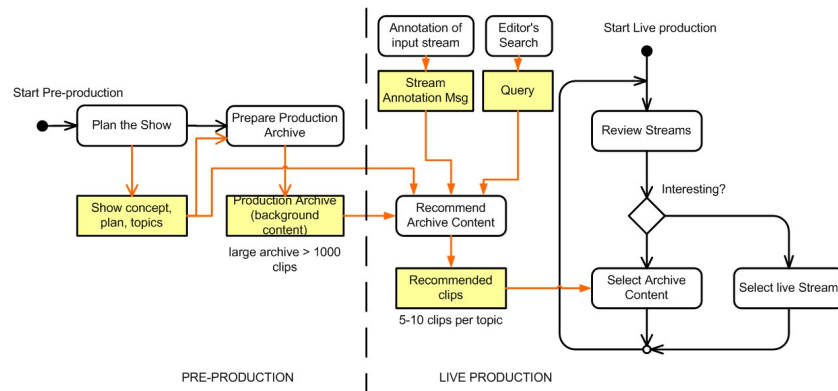 Start Pre-production
Plan the Show
Prepare Production
Archive
Show concept,
plan, topics
Production Archive
(background
content)
large archive > 1000
clips
Annotation of
input stream
Editor's
Search
Stream
Annotation Msg
Query
Recommend
Archive Content
Recommended
clips
5-10 clips per topic
Start Live production
Review Streams
Interesting?
Select Archive
Content
Select live Stream
PRE-PRODUCTION
LIVE PRODUCTION